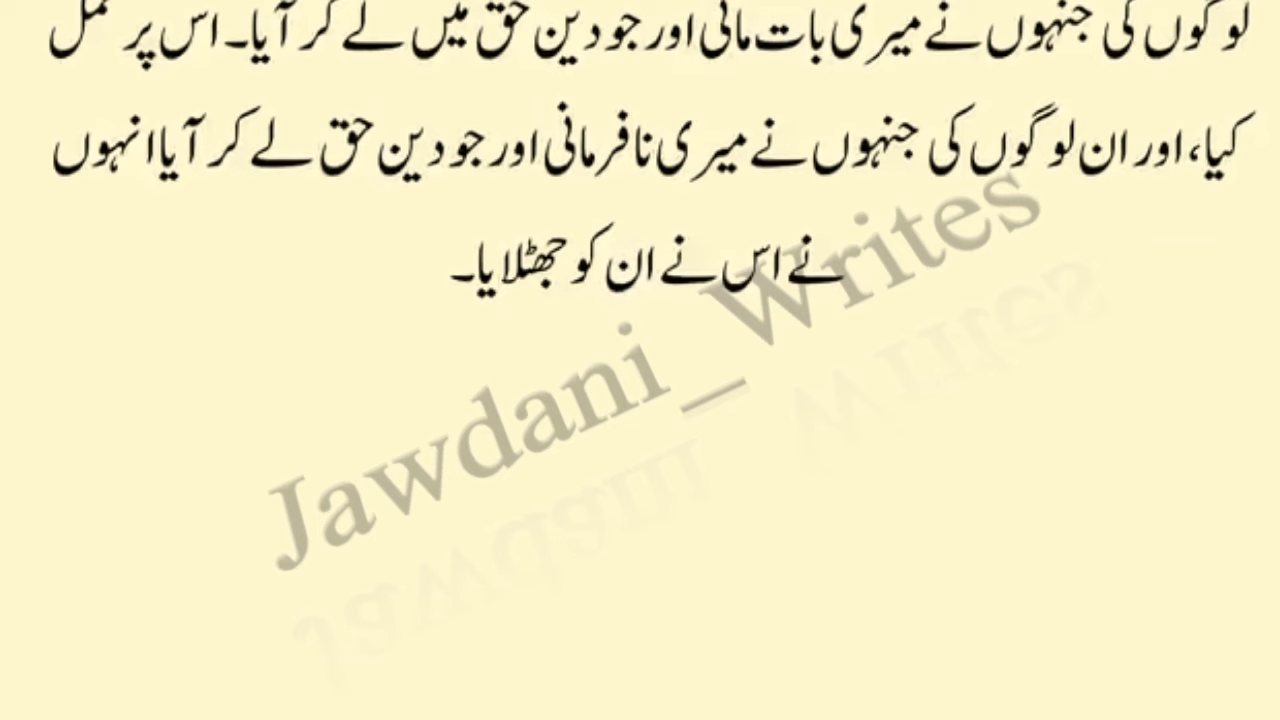 لوگوں کی جنہوں نے میری بات مانی اور جو دین حق میں لے کر آیا۔ اس پر عمل
کیا، اور ان لوگوں کی جنہوں نے میری نافرمانی اور جو دین حق لے کر آیا انہوں
نے اس نے ان کو جھٹلایا۔
Jawdani_Writes